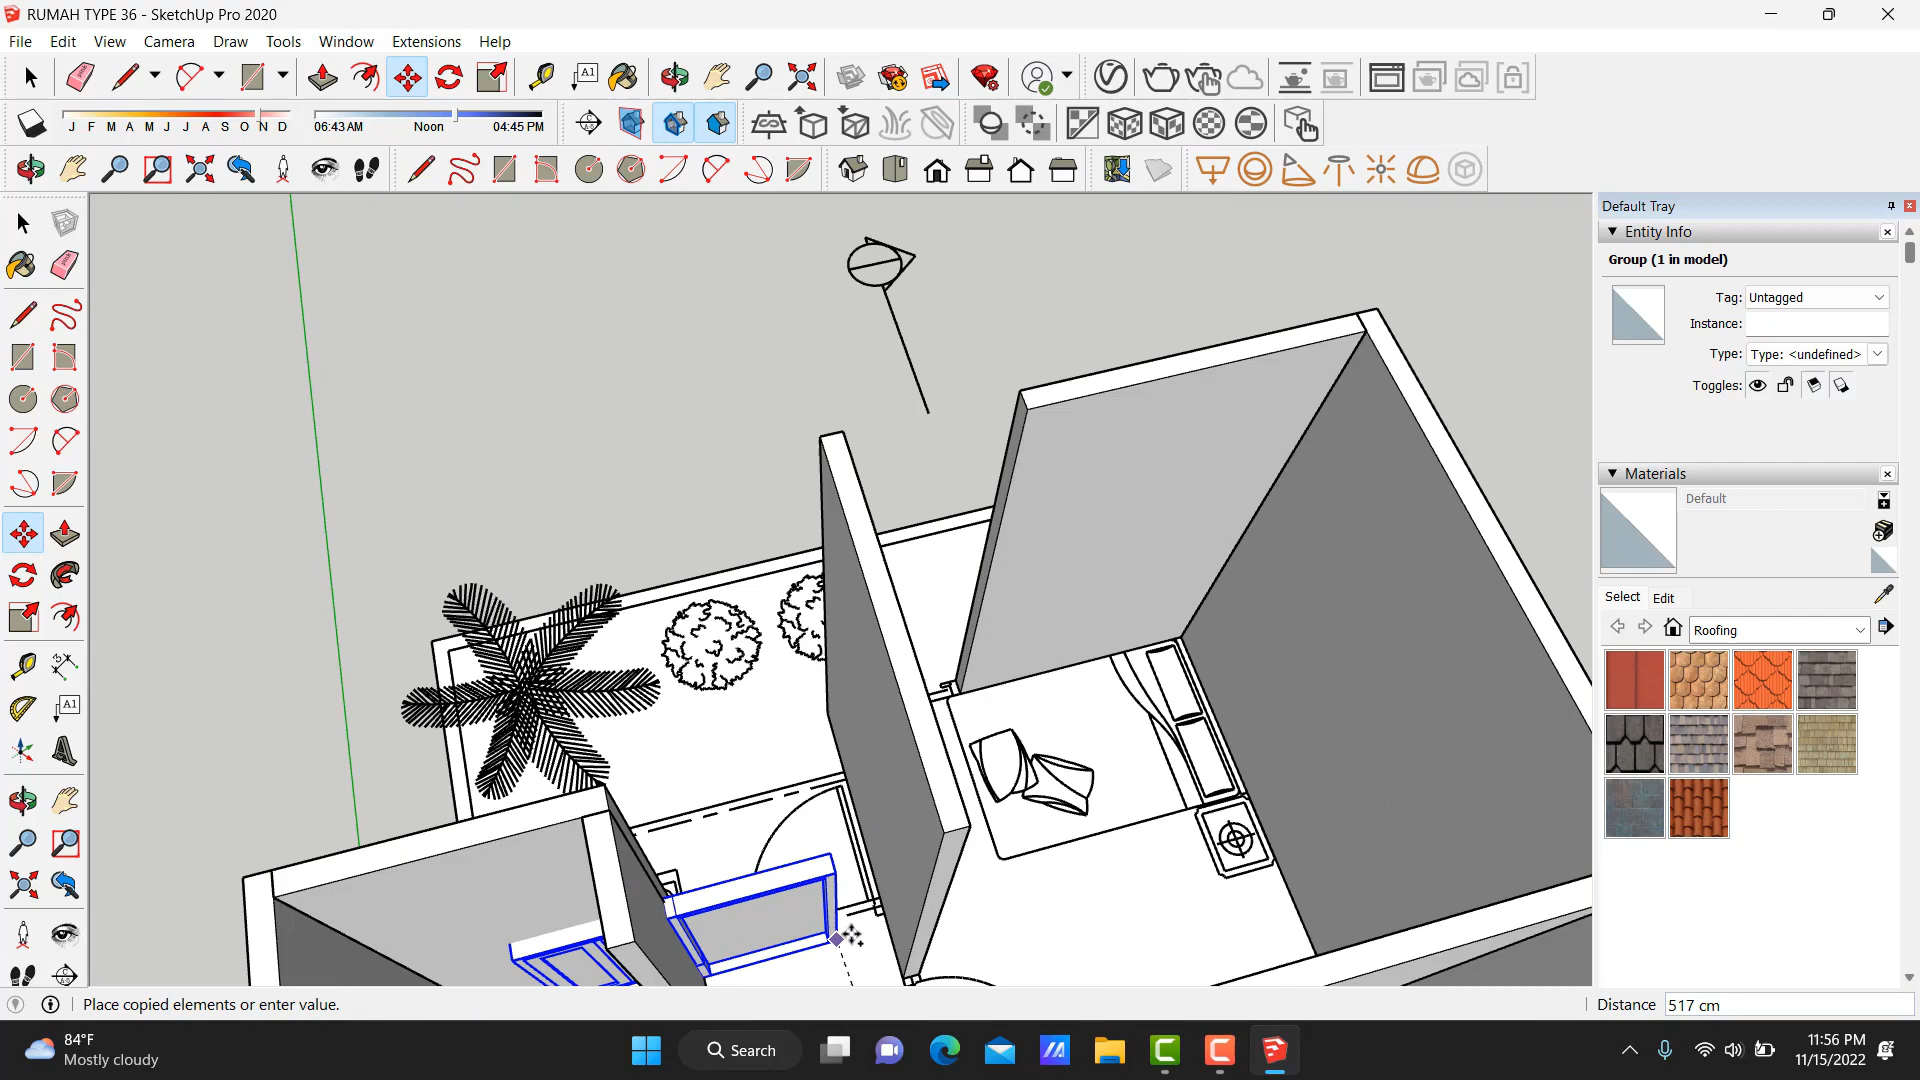 RUMAH TYPE 36 - SketchUp Pro 2020
File Edit View Camera Draw Tools Window Extensions Help
A1
J F M A M J J A S O N D
06:43 AM Noon 04:45 PM
Default Tray
Entity Info
Group (1 in model)
Tag: Untagged
Instance:
Type: Type: <undefined>
Toggles:
Materials
Default
Select Edit
Roofing
A1
Place copied elements or enter value.
Distance 517 cm
84°F
Mostly cloudy
Search
11:56 PM
11/15/2022